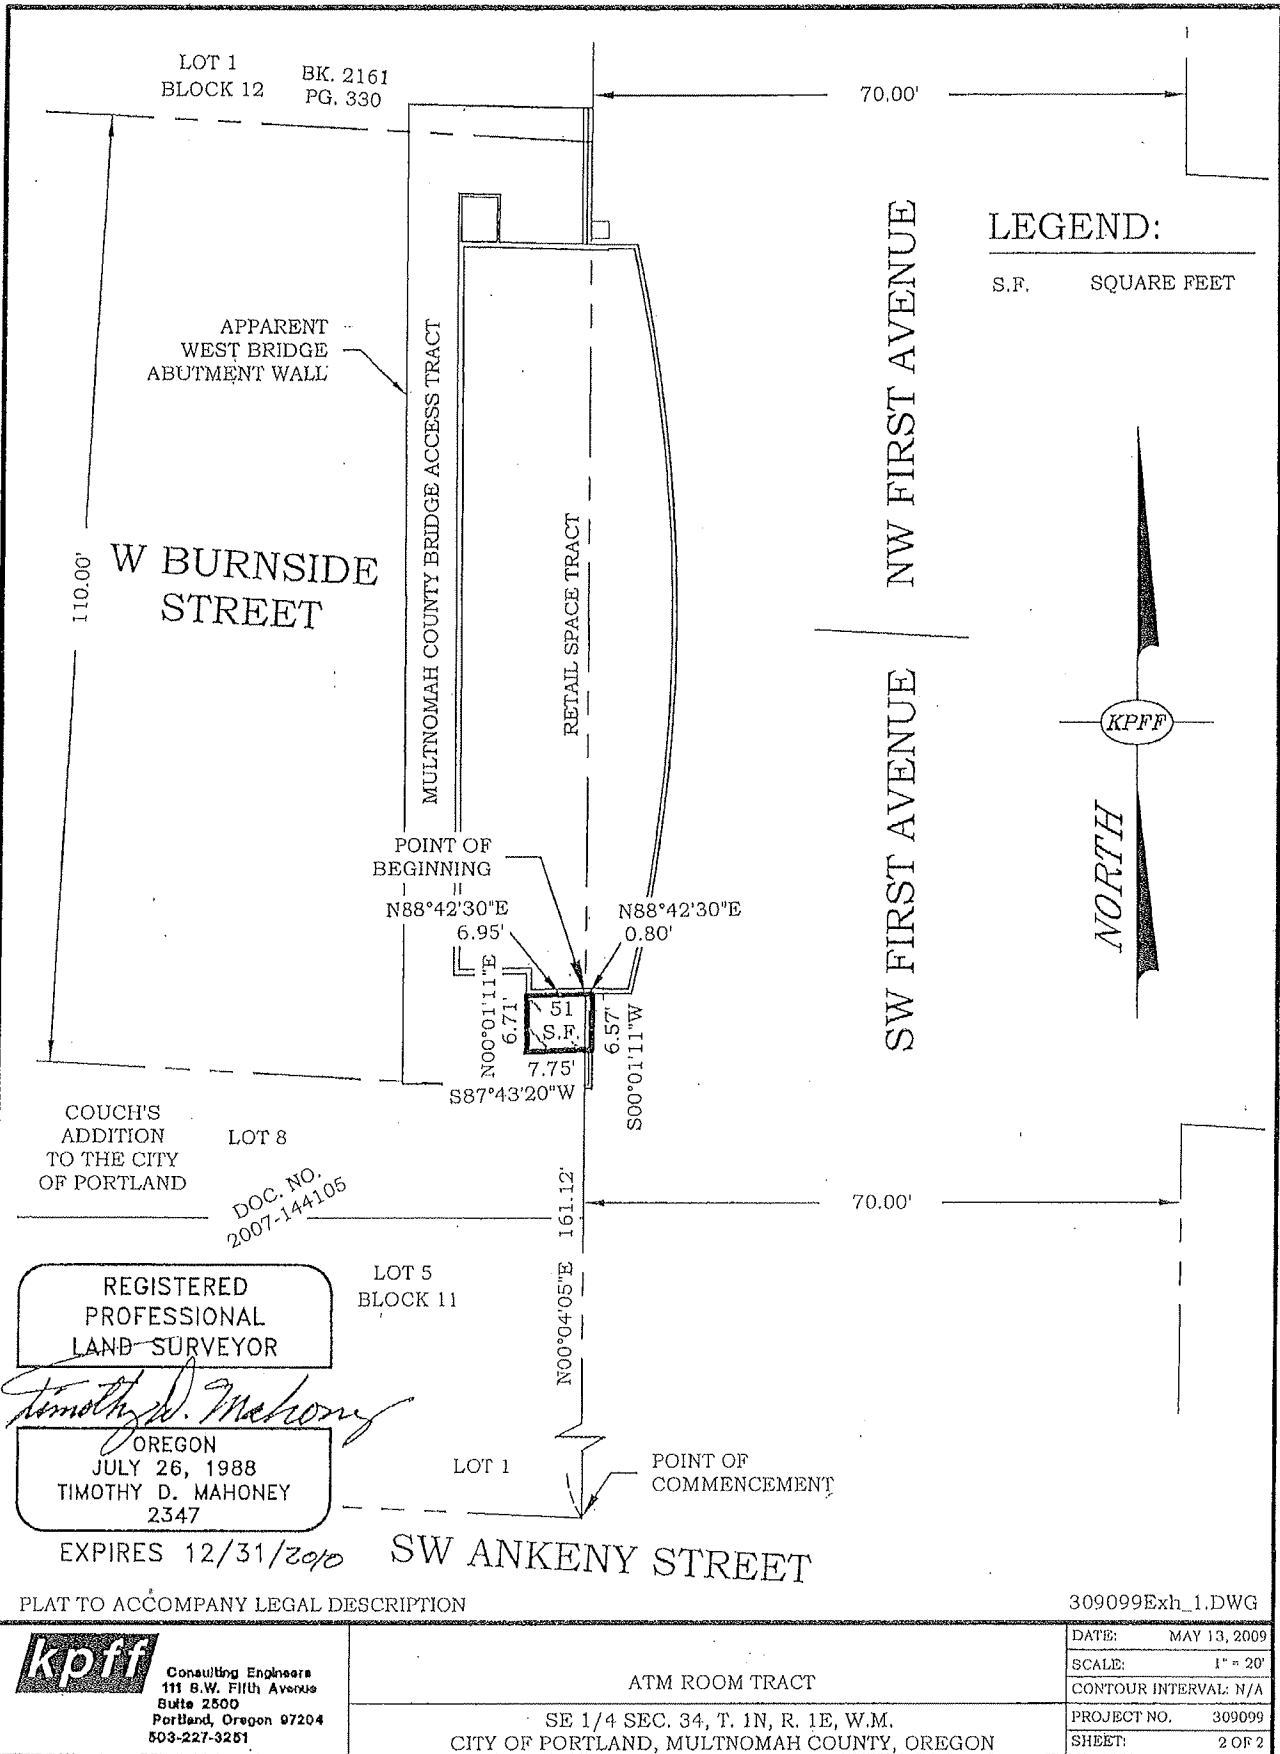 LOT 1
BLOCK 12
BK. 2161
PG. 330
70.00'
LEGEND:
S.F. SQUARE FEET
NW FIRST AVENUE
APPARENT
WEST BRIDGE
ABUTMENT WALL
MULTNOMAH COUNTY BRIDGE ACCESS TRACT
RETAIL SPACE TRACT
110.00'
W BURNSIDE
STREET
SW FIRST AVENUE
KPFF
NORTH
POINT OF
BEGINNING
N88°42'30"E
6.95'
N88°42'30"E
0.80'
N00°01'11"E
6.71'
51
S.F.
6.57'
S00°01'11"W
7.75'
S87°43'20"W
COUCH'S
ADDITION
TO THE CITY
OF PORTLAND
LOT 8
DOC. NO.
2007-144105
N00°04'05"E 161.12'
70.00'
LOT 5
BLOCK 11
REGISTERED
PROFESSIONAL
LAND SURVEYOR
Timothy D. Mahoney
OREGON
JULY 26, 1988
TIMOTHY D. MAHONEY
2347
EXPIRES 12/31/2010
LOT 1
POINT OF
COMMENCEMENT
SW ANKENY STREET
PLAT TO ACCOMPANY LEGAL DESCRIPTION
309099Exh_1.DWG
kpff
Consulting Engineers
111 S.W. Fifth Avenue
Suite 2500
Portland, Oregon 97204
503-227-3251
ATM ROOM TRACT
SE 1/4 SEC. 34, T. 1N, R. 1E, W.M.
CITY OF PORTLAND, MULTNOMAH COUNTY, OREGON
DATE: MAY 13, 2009
SCALE: 1" = 20'
CONTOUR INTERVAL: N/A
PROJECT NO. 309099
SHEET: 2 OF 2